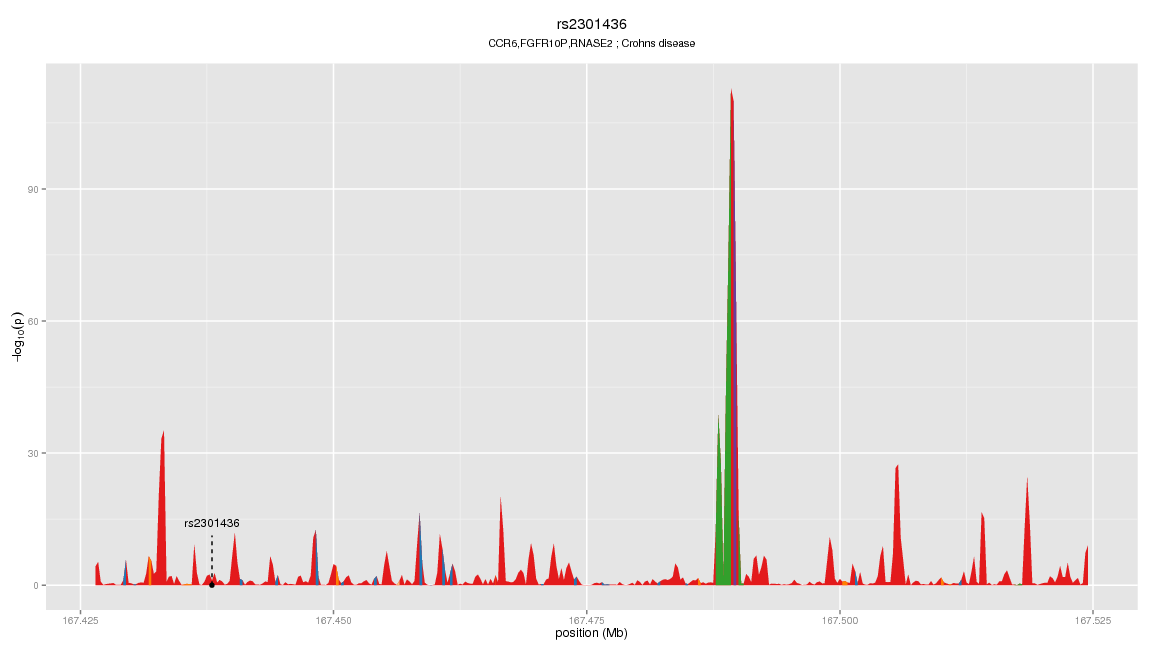 rs2301436
CCR6,FGFR1OP,RNASE2 ; Crohns disease
90
60
30
0
−log10(p)
rs2301436
167.425
167.450
167.475
167.500
167.525
position (Mb)